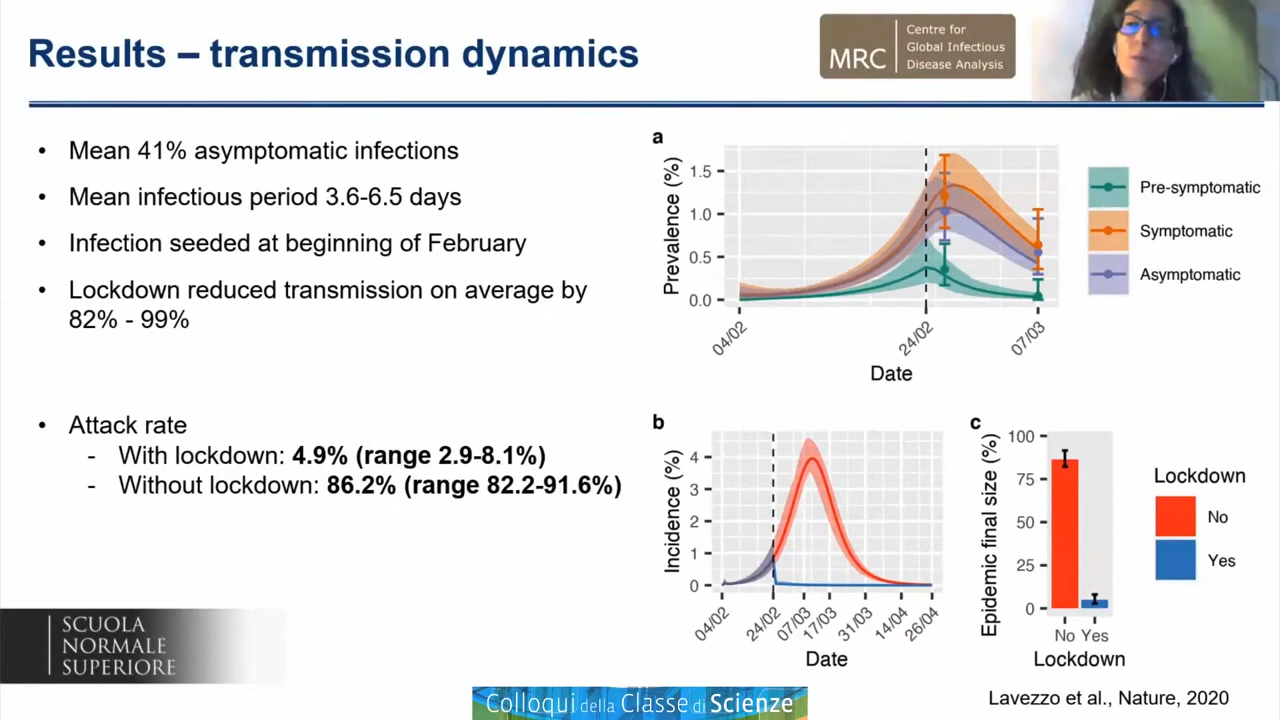 Results – transmission dynamics
MRC
Centre for
Global Infectious
Disease Analysis
• Mean 41% asymptomatic infections
• Mean infectious period 3.6-6.5 days
• Infection seeded at beginning of February
• Lockdown reduced transmission on average by
82% - 99%
• Attack rate
- With lockdown: 4.9% (range 2.9-8.1%)
- Without lockdown: 86.2% (range 82.2-91.6%)
a
Prevalence (%)
1.5
1.0
0.5
0.0
04/02
24/02
07/03
Date
Pre-symptomatic
Symptomatic
Asymptomatic
b
Incidence (%)
4
3
2
1
0
04/02
24/02
07/03
17/03
31/03
14/04
26/04
Date
c
Epidemic final size (%)
100
75
50
25
0
No Yes
Lockdown
Lockdown
No
Yes
SCUOLA
NORMALE
SUPERIORE
Colloqui della Classe di Scienze
Lavezzo et al., Nature, 2020